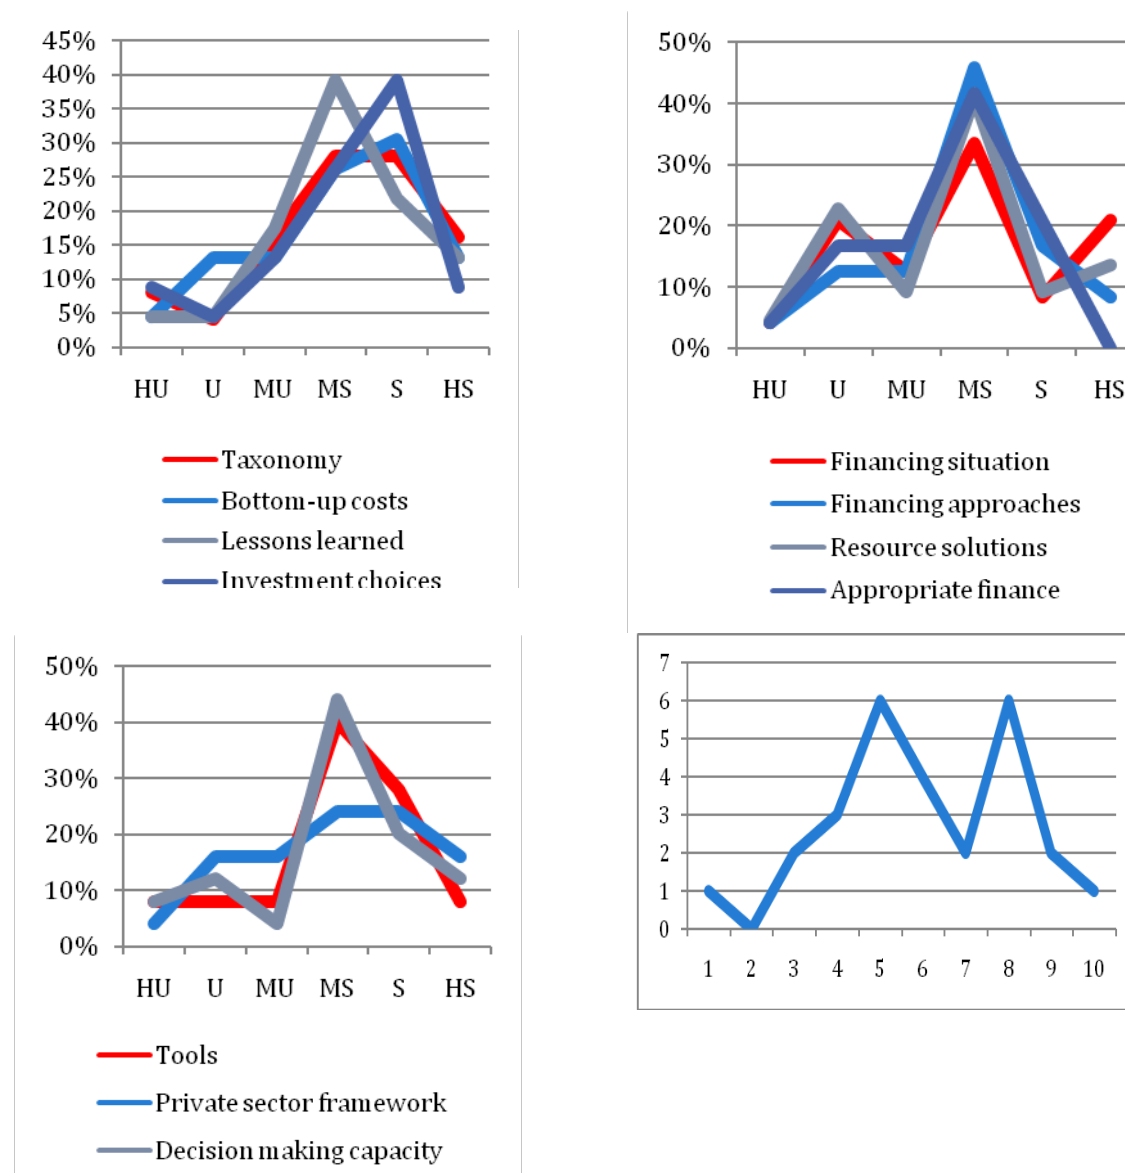 45%
40%
35%
30%
25%
20%
15%
10%
5%
0%
HU U MU MS S HS
Taxonomy
Bottom-up costs
Lessons learned
Investment choices
50%
40%
30%
20%
10%
0%
HU U MU MS S HS
Financing situation
Financing approaches
Resource solutions
Appropriate finance
50%
40%
30%
20%
10%
0%
HU U MU MS S HS
Tools
Private sector framework
Decision making capacity
7
6
5
4
3
2
1
0
1 2 3 4 5 6 7 8 9 10